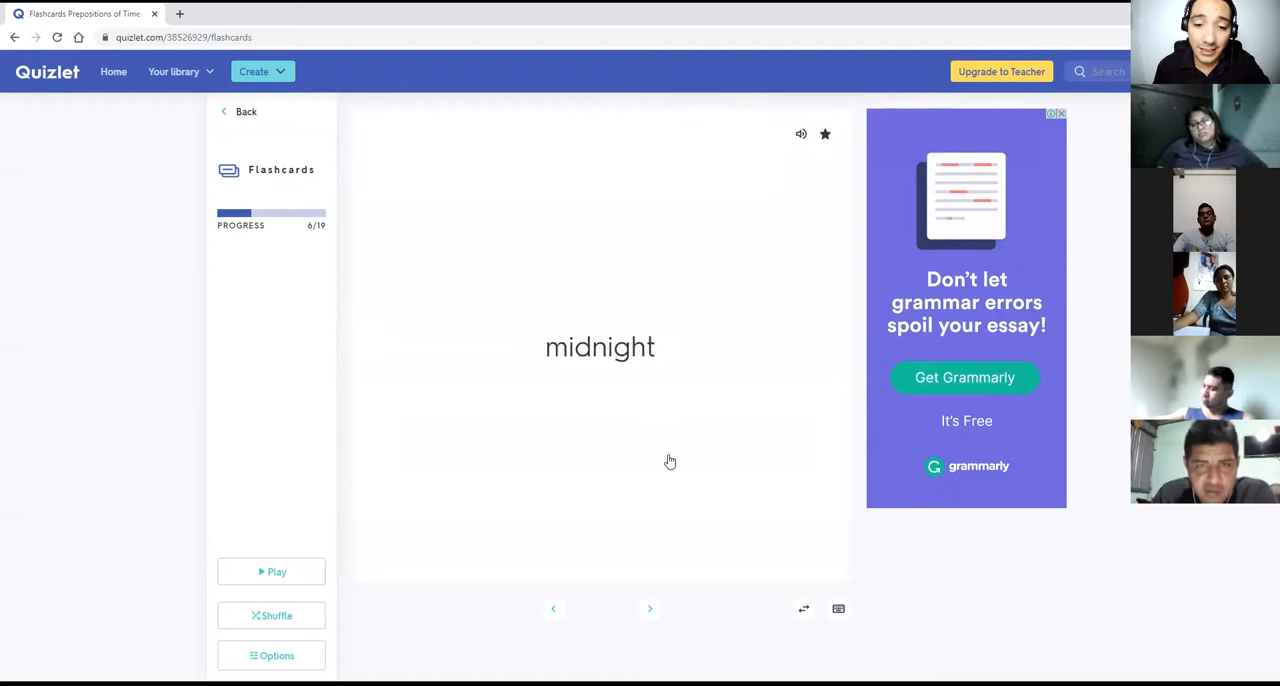 Flashcards Prepositions of Time:
quizlet.com/38526929/flashcards
Quizlet
Home
Your library
Create
Upgrade to Teacher
Search
Back
Flashcards
PROGRESS 6/19
midnight
Don't let
grammar errors
spoil your essay!
Get Grammarly
It's Free
G grammarly
Play
Shuffle
Options